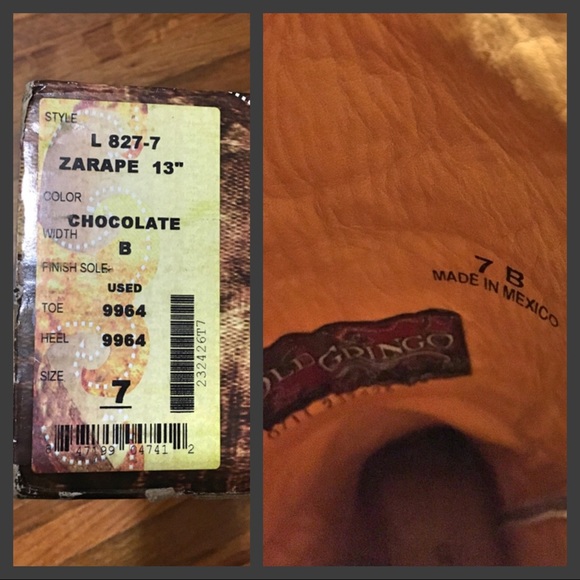 STYLE
L 827-7
ZARAPE 13"
COLOR
CHOCOLATE
WIDTH
B
FINISH SOLE
USED
TOE 9964
HEEL 9964
SIZE
7
232426T7
47199 04741 2
7 B
MADE IN MEXICO
OLD GRINGO